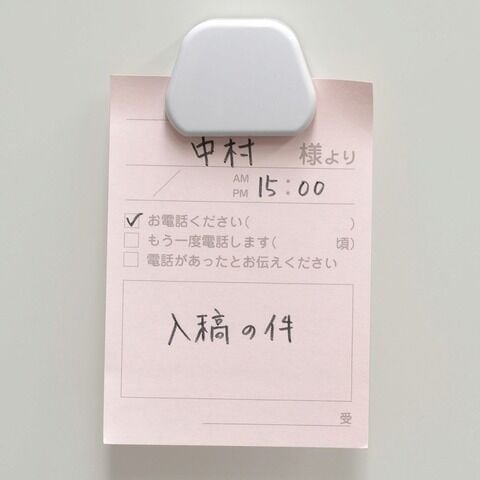 中村 様より
/ AM PM 15:00
✓ お電話ください( )
□ もう一度電話します( 頃)
□ 電話があったとお伝えください
入稿の件
受